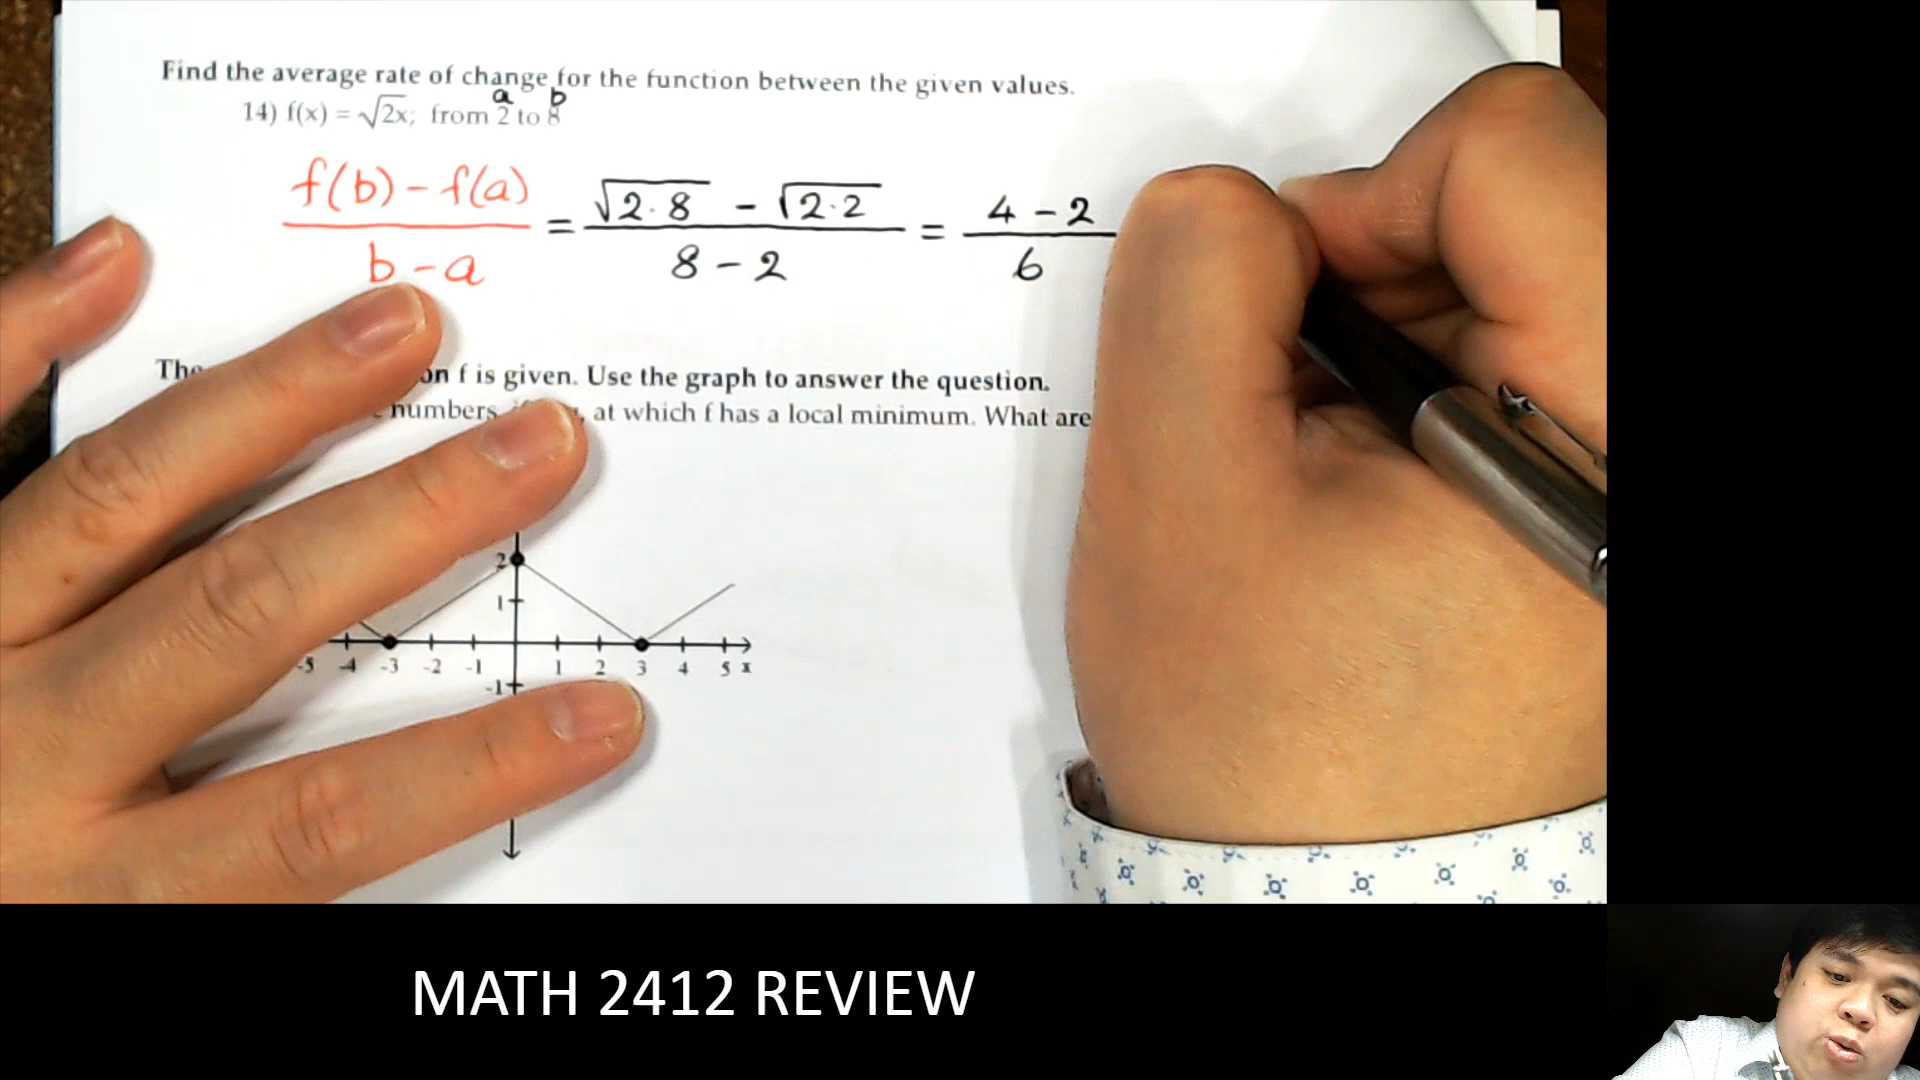 Find the average rate of change for the function between the given values.
a b
14) f(x) = √2x; from 2 to 8
f(b) - f(a) / b - a = √2·8 - √2·2 / 8 - 2 = 4 - 2 / 6
on f is given. Use the graph to answer the question.
numbers, at which f has a local minimum. What are
2
1
-5 -4 -3 -2 -1 1 2 3 4 5 x
-1
MATH 2412 REVIEW